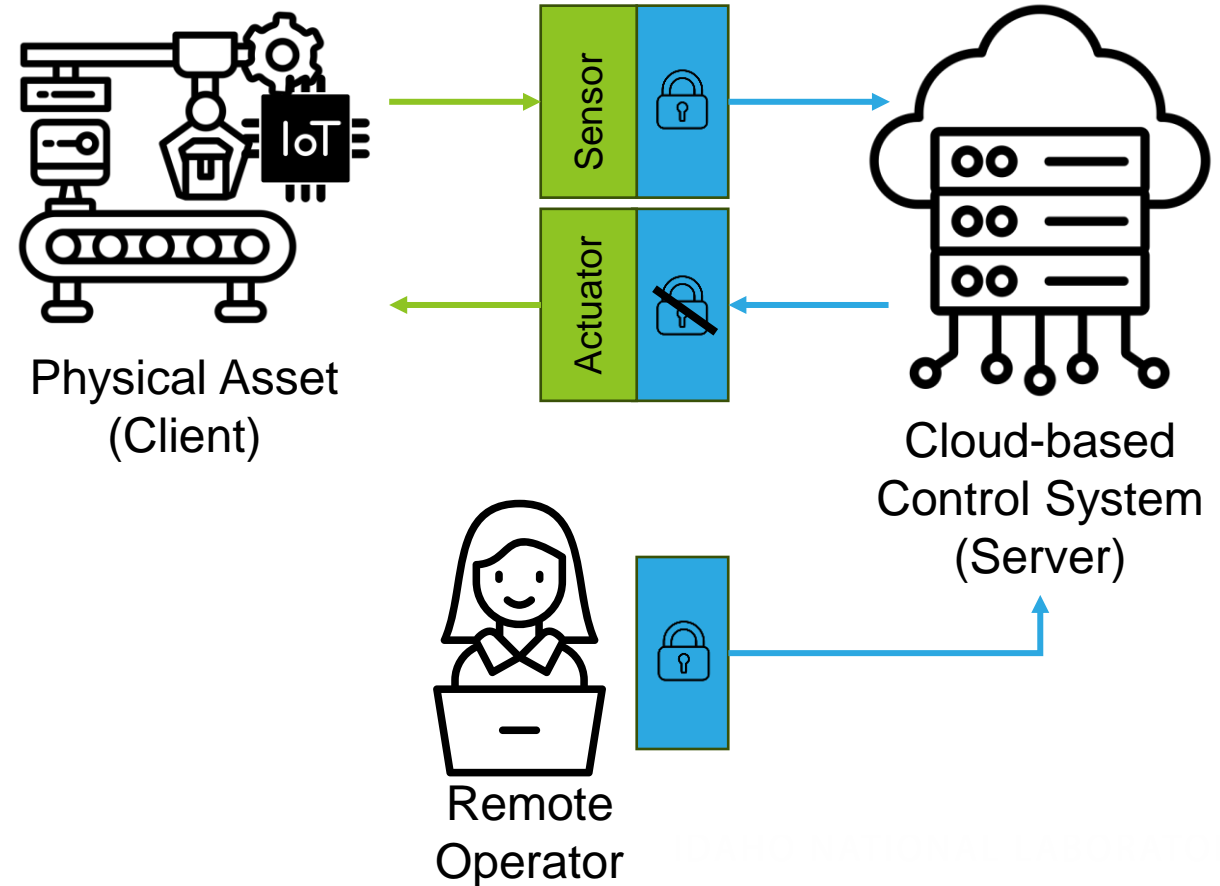 IoT
Sensor
Actuator
Physical Asset
(Client)
Cloud-based
Control System
(Server)
Remote
Operator